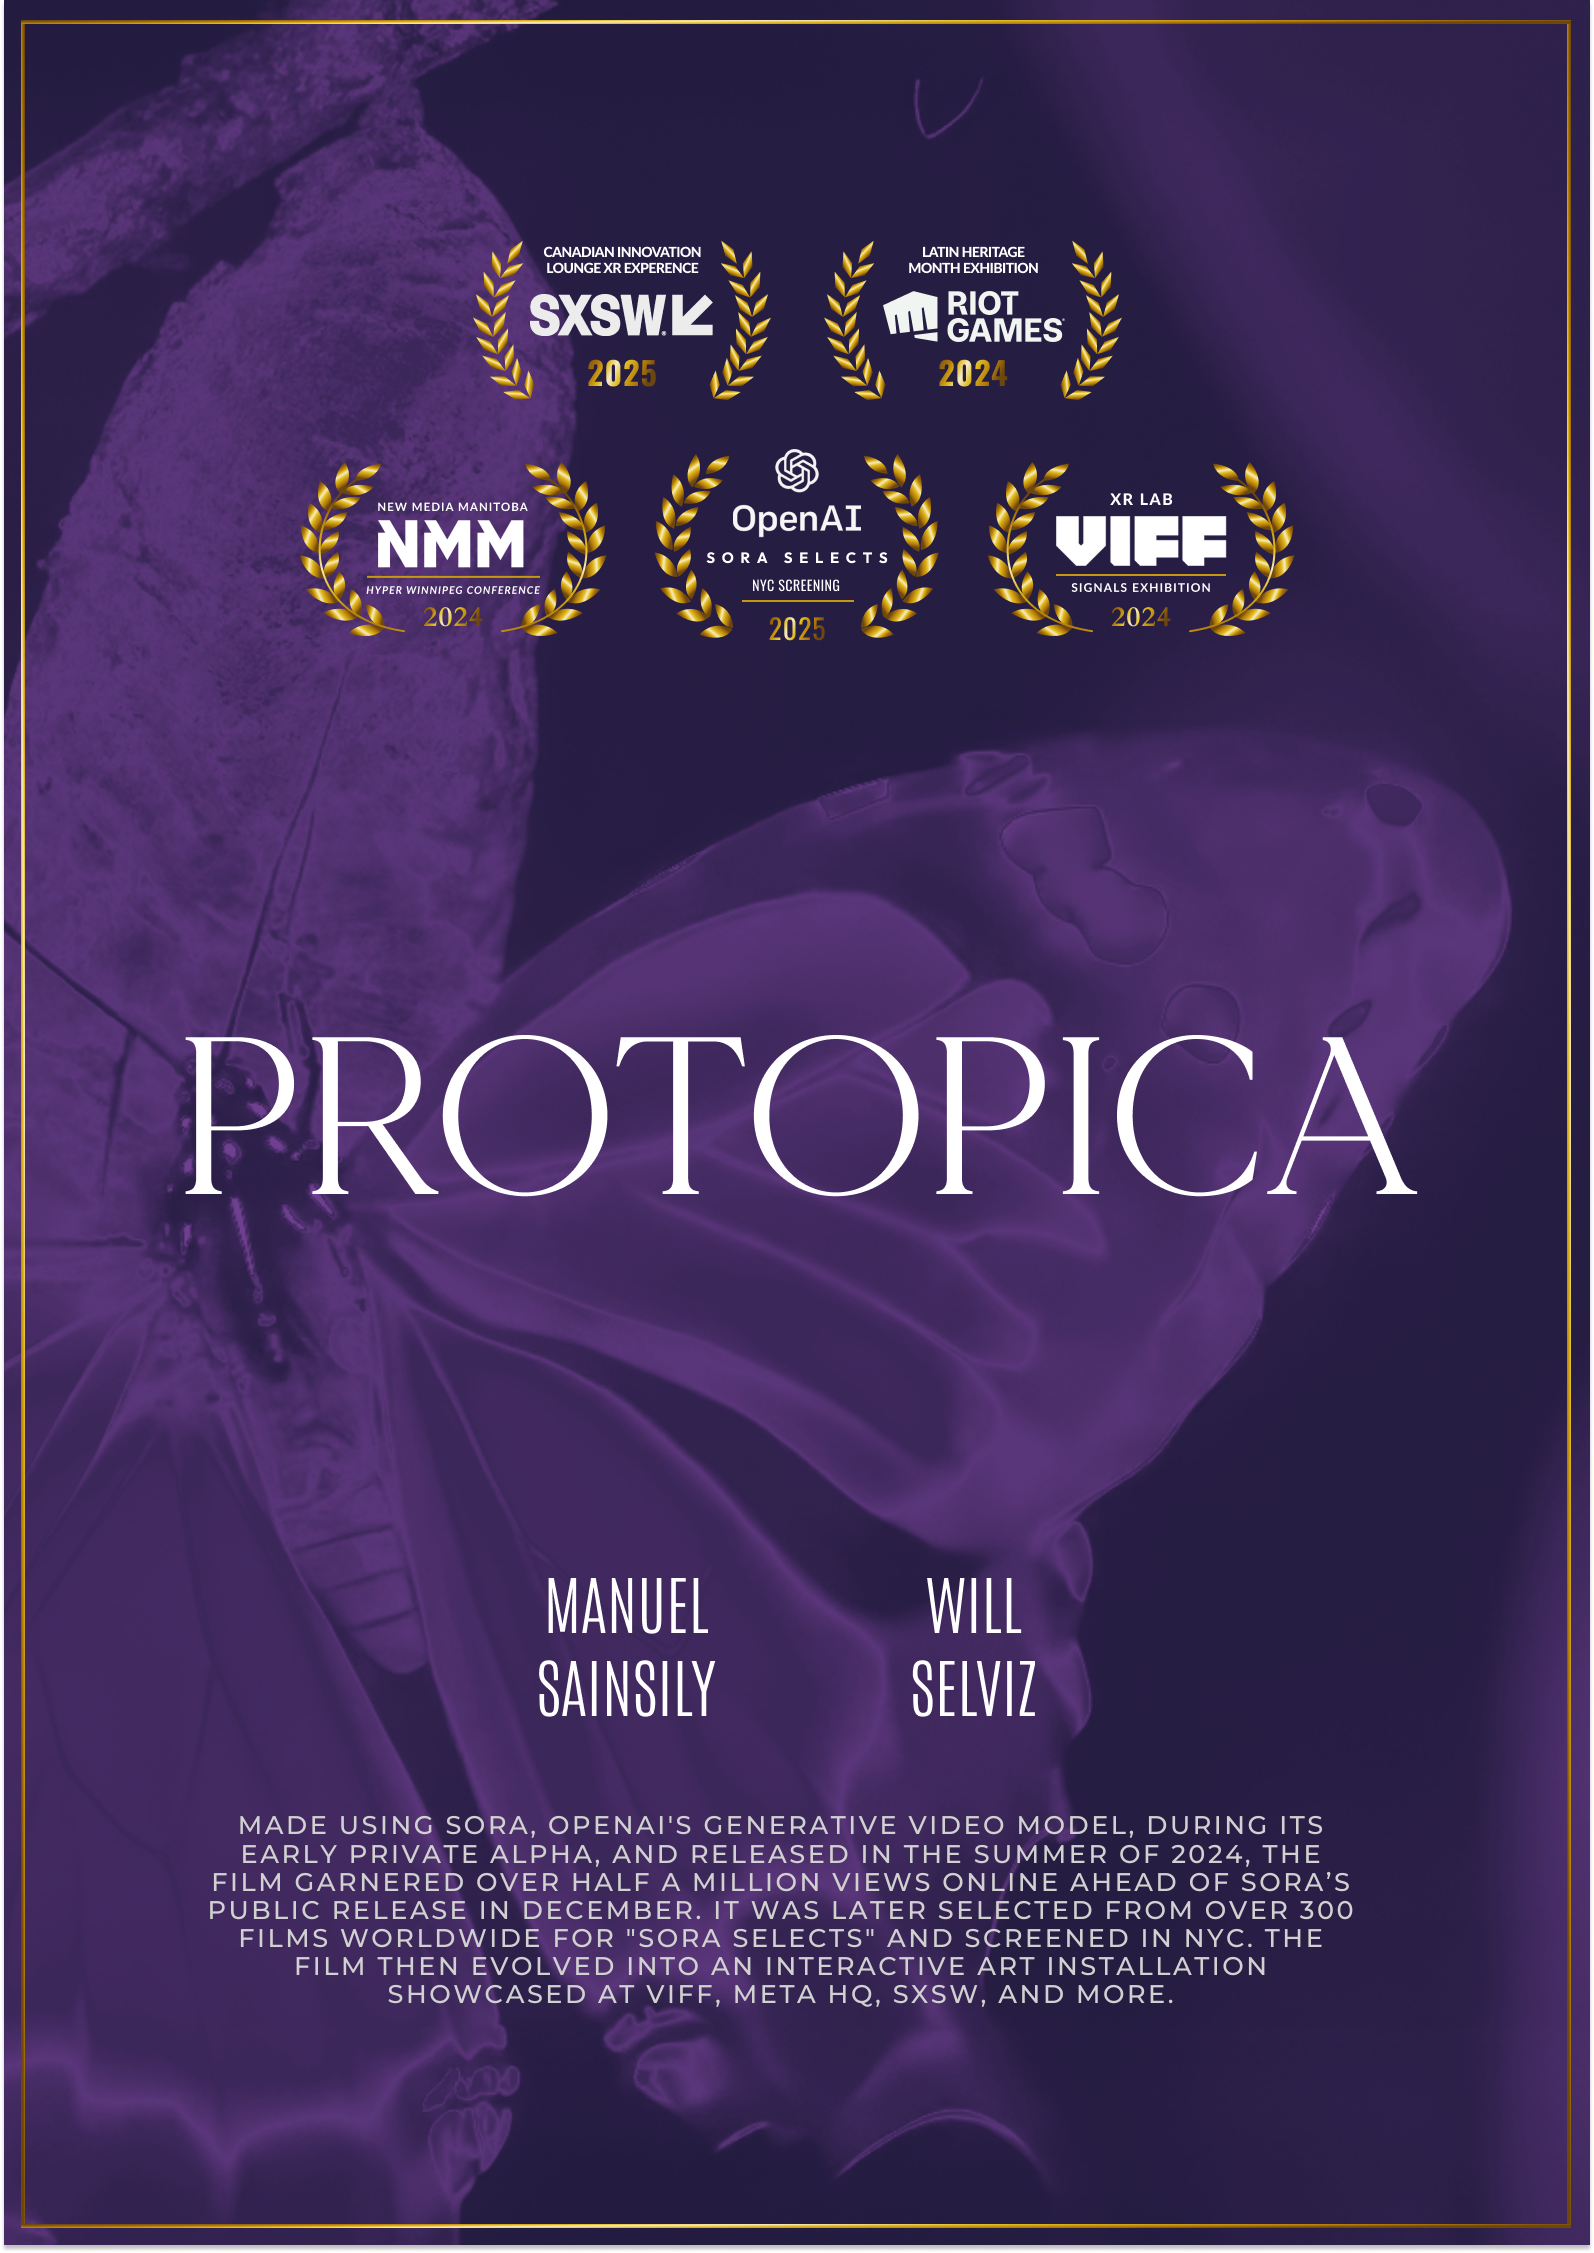 CANADIAN INNOVATION
LOUNGE XR EXPERENCE
SXSW
2025
LATIN HERITAGE
MONTH EXHIBITION
RIOT
GAMES
2024
NEW MEDIA MANITOBA
NMM
HYPER WINNIPEG CONFERENCE
2024
OpenAI
SORA SELECTS
NYC SCREENING
2025
XR LAB
VIFF
SIGNALS EXHIBITION
2024
PROTOPICA
MANUEL
SAINSILY
WILL
SELVIZ
MADE USING SORA, OPENAI'S GENERATIVE VIDEO MODEL, DURING ITS
EARLY PRIVATE ALPHA, AND RELEASED IN THE SUMMER OF 2024, THE
FILM GARNERED OVER HALF A MILLION VIEWS ONLINE AHEAD OF SORA’S
PUBLIC RELEASE IN DECEMBER. IT WAS LATER SELECTED FROM OVER 300
FILMS WORLDWIDE FOR "SORA SELECTS" AND SCREENED IN NYC. THE
FILM THEN EVOLVED INTO AN INTERACTIVE ART INSTALLATION
SHOWCASED AT VIFF, META HQ, SXSW, AND MORE.